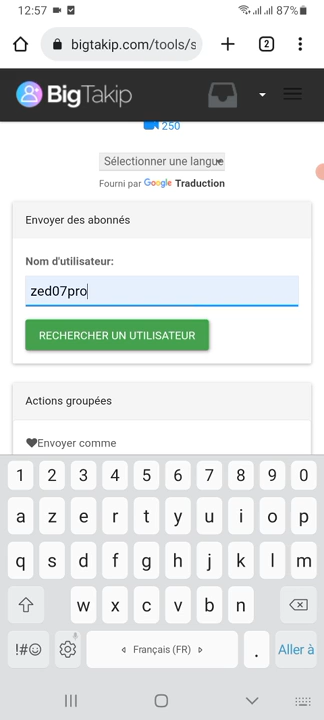 12:57 87%
bigtakip.com/tools/s 2
BigTakip
250
Sélectionner une langue
Fourni par Google Traduction
Envoyer des abonnés
Nom d'utilisateur:
zed07pro
RECHERCHER UN UTILISATEUR
Actions groupées
Envoyer comme
1 2 3 4 5 6 7 8 9 0
a z e r t y u i o p
q s d f g h j k l m
w x c v b n
!#☺ Français (FR) . Aller à